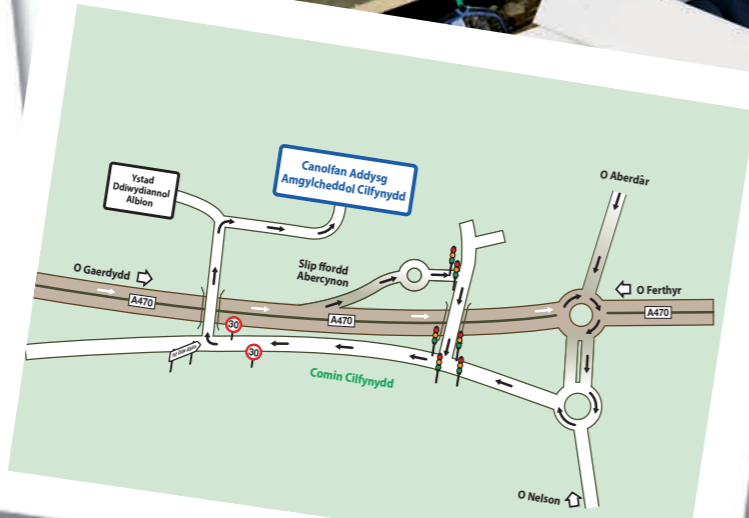 O Aberdâr
Canolfan Addysg
Amgylcheddol Cilfynydd
Ystad
Ddiwydiannol
Albion
O Gaerdydd
Slip ffordd
Abercynon
O Ferthyr
A470
A470
A470
30
30
Comin Cilfynydd
O Nelson